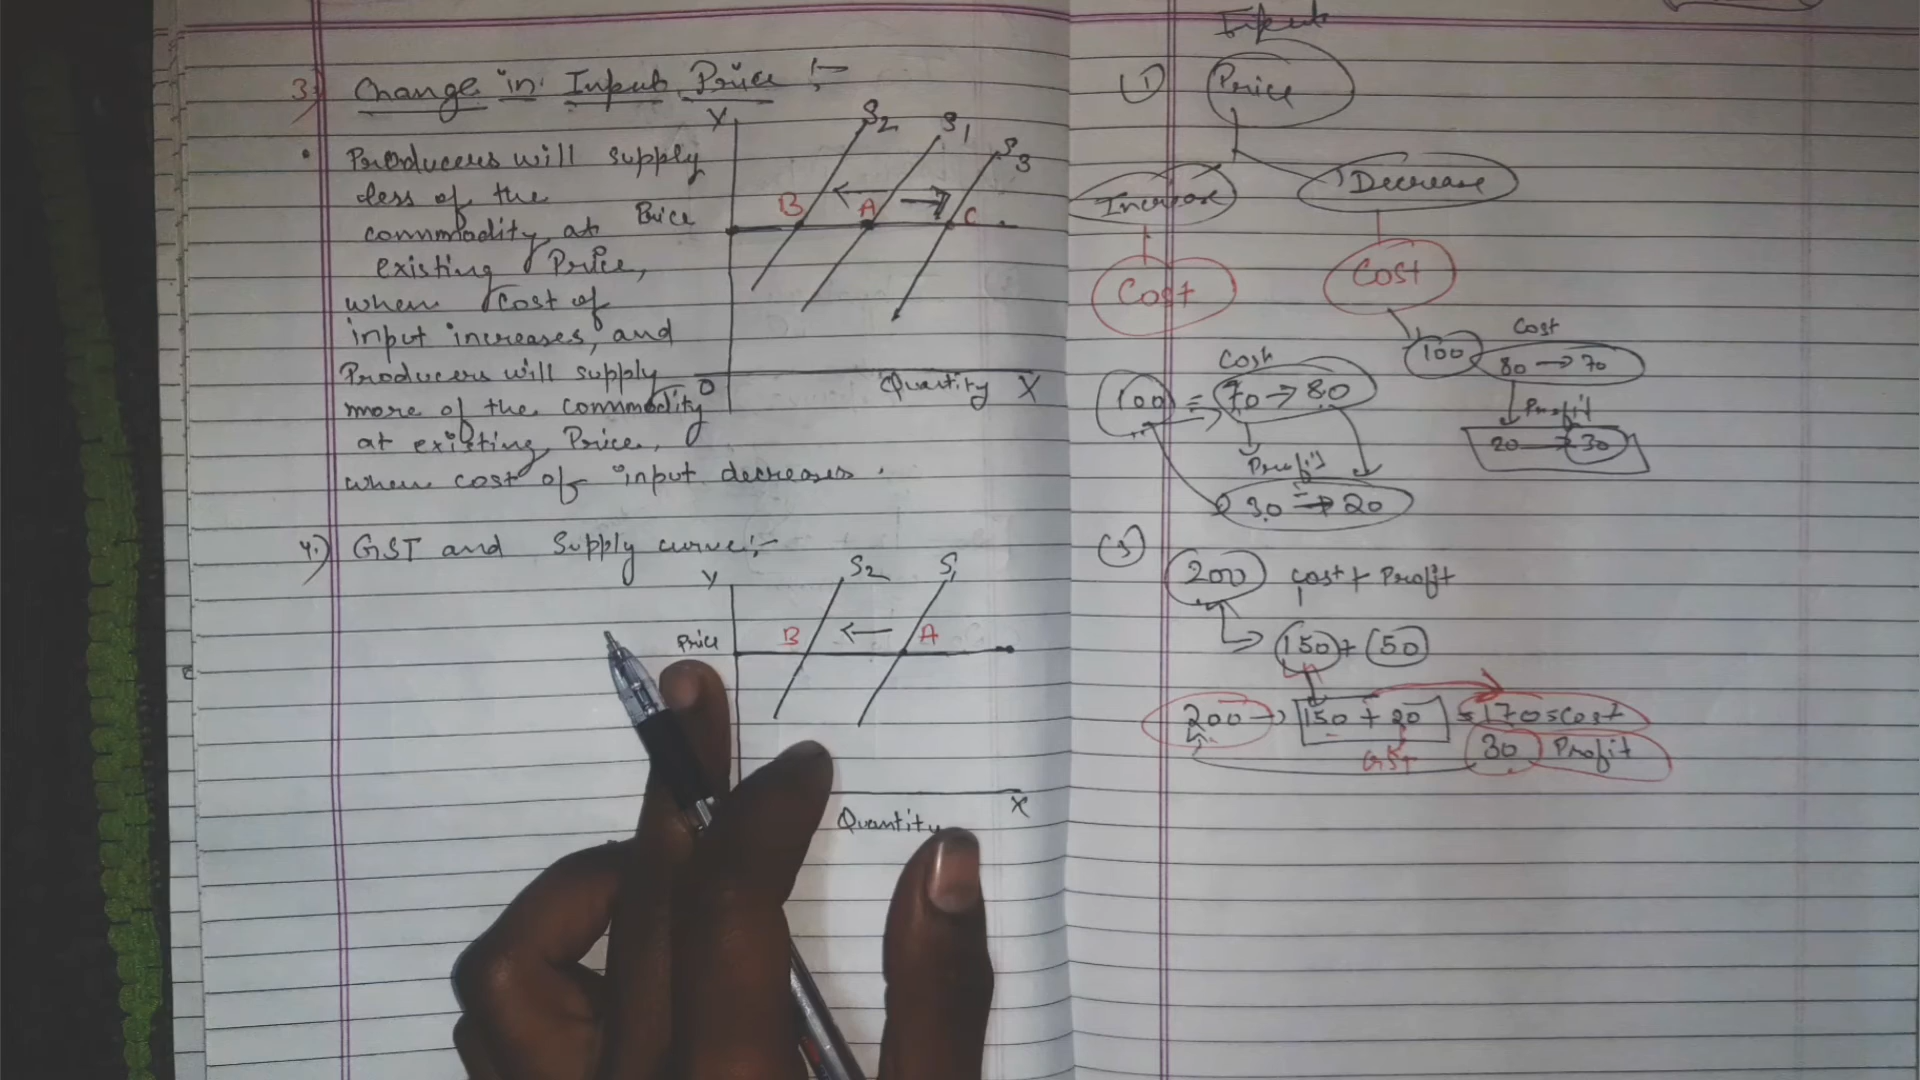 3) Change in Input Price :-
Y
S2
S1
S3
• Producers will supply
less of the
commodity at
existing Price,
when cost of
input increases, and
Producers will supply
more of the commodity
at existing Price,
when cost of input decreases.
Price
B
A
C
O
Quantity X
4.) GST and Supply curve :-
Y
S2
S1
Price
B
A
X
Quantity
Input
(1) Price
Increase
Decrease
Cost
Cost
Cost
100
80 → 70
Profit
20 → 30
Cost
100 = 70 → 80
Profit
30 → 20
200 cost + Profit
150 + 50
200 → 150 + 20 = 170 cost
GST
30 Profit